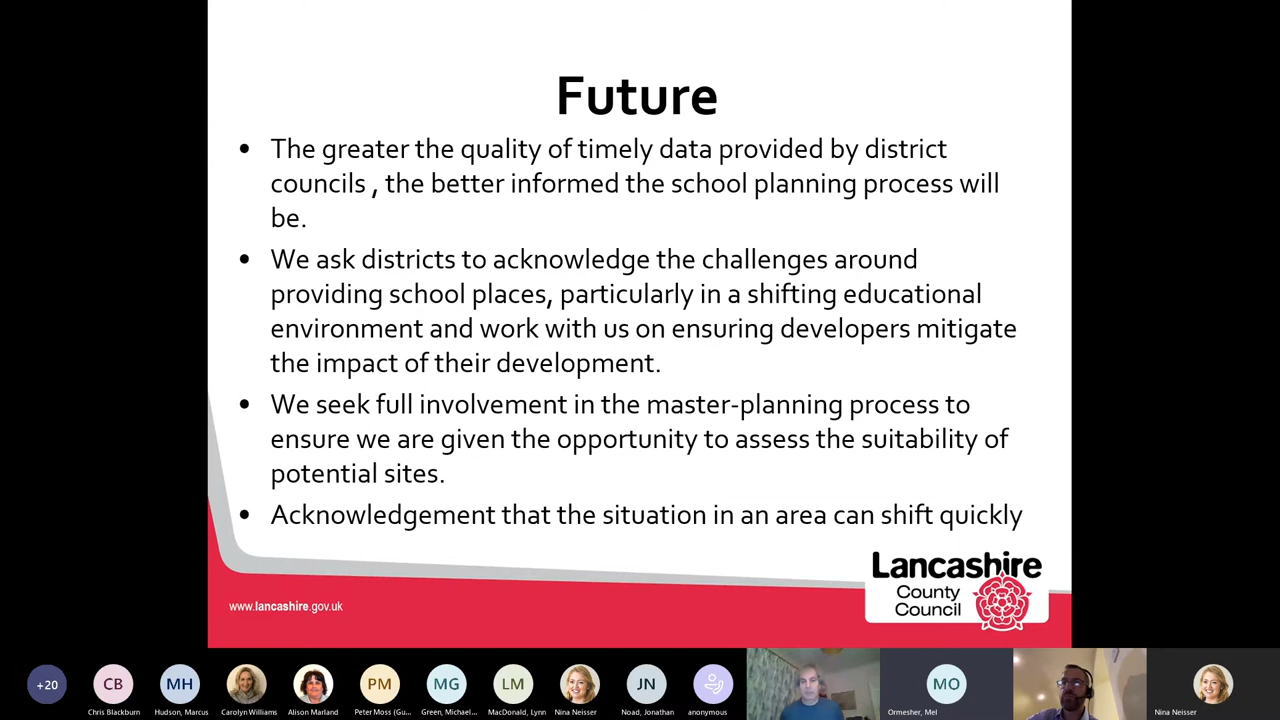 Future
• The greater the quality of timely data provided by district
councils , the better informed the school planning process will
be.
• We ask districts to acknowledge the challenges around
providing school places, particularly in a shifting educational
environment and work with us on ensuring developers mitigate
the impact of their development.
• We seek full involvement in the master-planning process to
ensure we are given the opportunity to assess the suitability of
potential sites.
• Acknowledgement that the situation in an area can shift quickly
Lancashire
County
Council
www.lancashire.gov.uk
+20
CB
MH
PM
MG
LM
JN
MO
Chris Blackburn
Hudson, Marcus
Carolyn Williams
Alison Marland
Peter Moss (Gu...
Green, Michael...
MacDonald, Lynn
Nina Neisser
Noad, Jonathan
anonymous
Ormesher, Mel
Nina Neisser